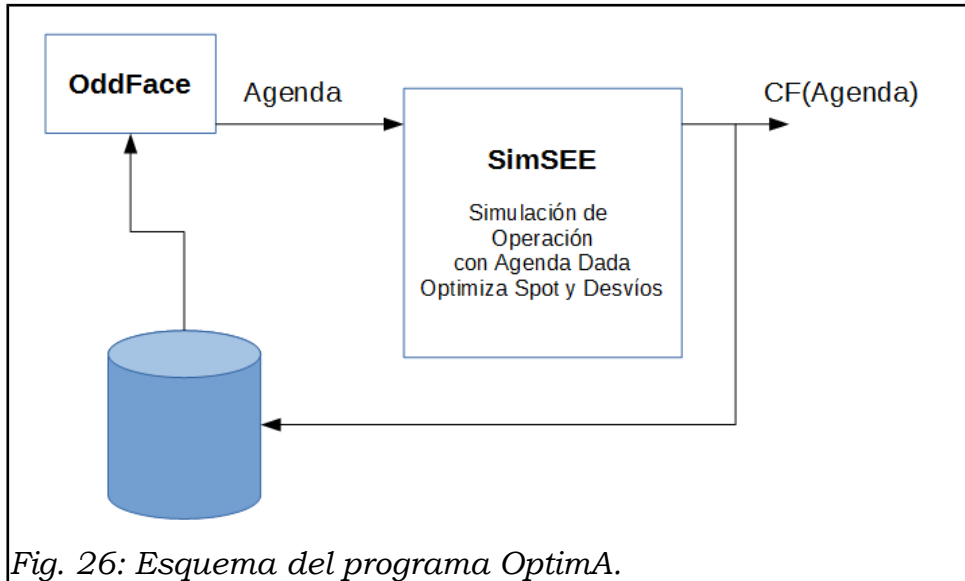 OddFace
Agenda
CF(Agenda)
SimSEE
Simulación de
Operación
con Agenda Dada
Optimiza Spot y Desvíos
Fig. 26: Esquema del programa OptimA.